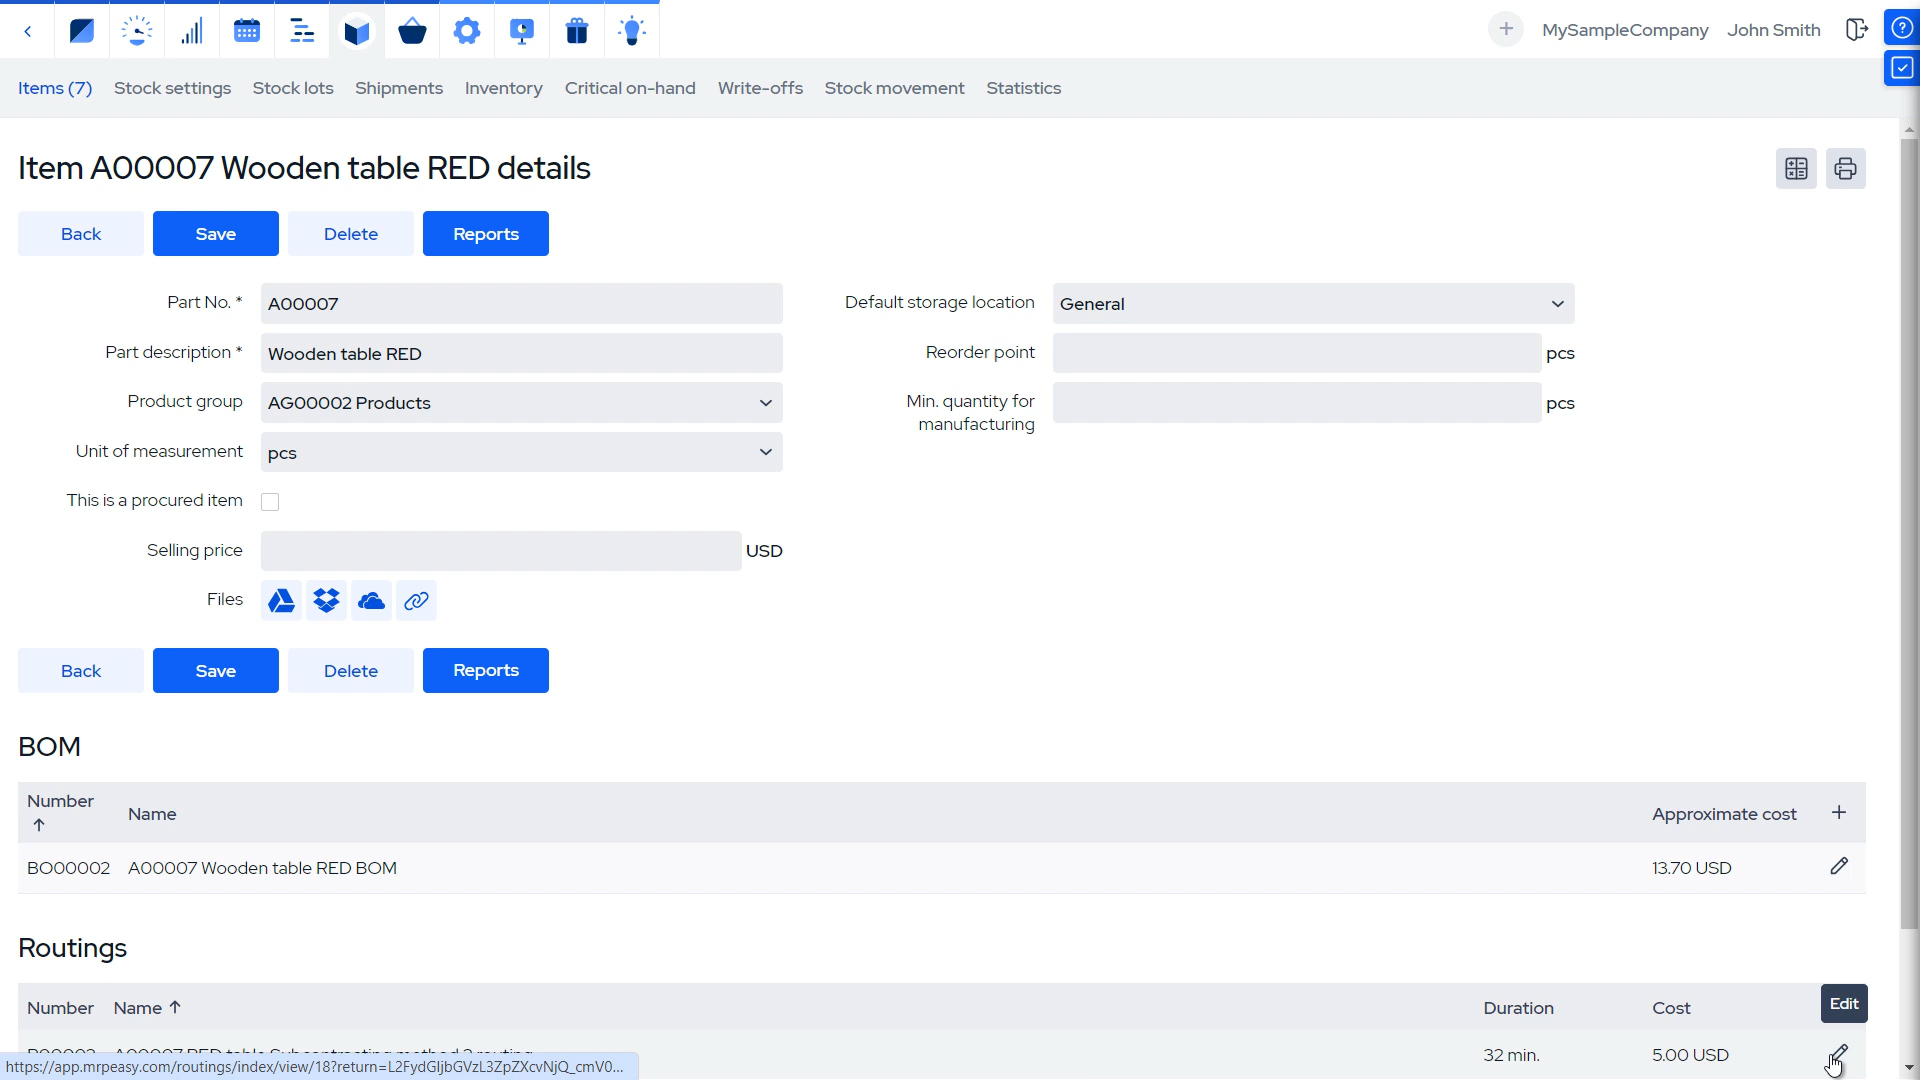 MySampleCompany John Smith
Items (7) Stock settings Stock lots Shipments Inventory Critical on-hand Write-offs Stock movement Statistics
Item A00007 Wooden table RED details
Back Save Delete Reports
Part No. * A00007
Default storage location General
Part description * Wooden table RED
Reorder point pcs
Product group AG00002 Products
Min. quantity for
manufacturing
pcs
Unit of measurement pcs
This is a procured item
Selling price USD
Files
Back Save Delete Reports
BOM
Number
Name Approximate cost
BO00002 A00007 Wooden table RED BOM 13.70 USD
Routings
Number Name Duration Cost
Edit
32 min. 5.00 USD
https://app.mrpeasy.com/routings/index/view/18?return=L2FydGljbGVzL3ZpZXcvNjQ_cmV0...